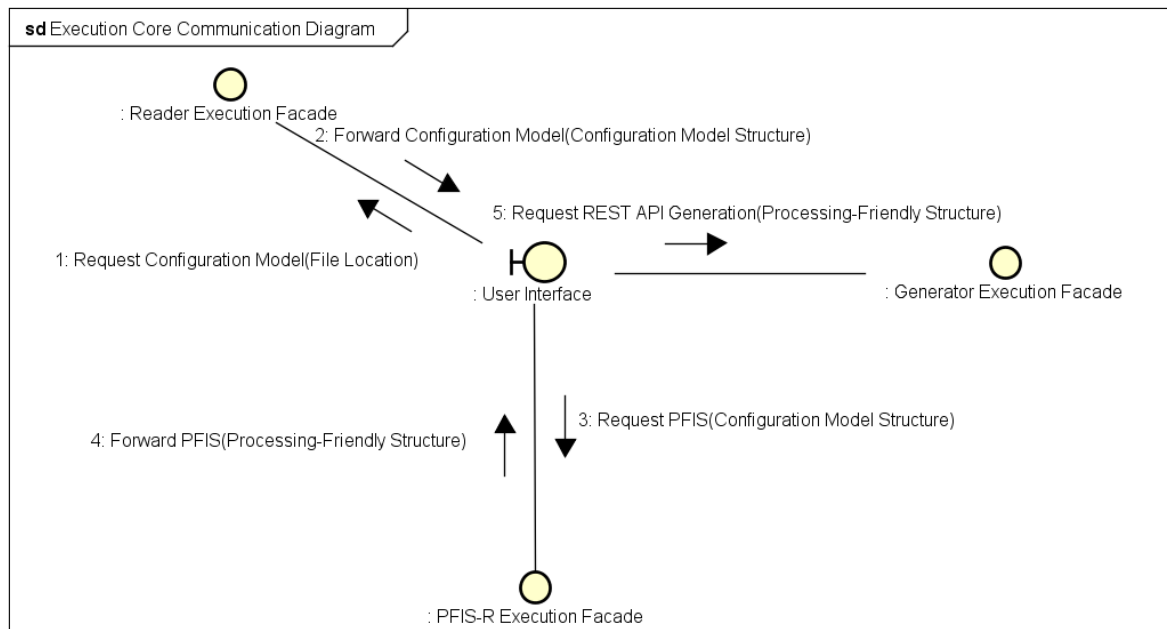 sd Execution Core Communication Diagram
: Reader Execution Facade
2: Forward Configuration Model(Configuration Model Structure)
5: Request REST API Generation(Processing-Friendly Structure)
1: Request Configuration Model(File Location)
: User Interface
: Generator Execution Facade
3: Request PFIS(Configuration Model Structure)
4: Forward PFIS(Processing-Friendly Structure)
: PFIS-R Execution Facade